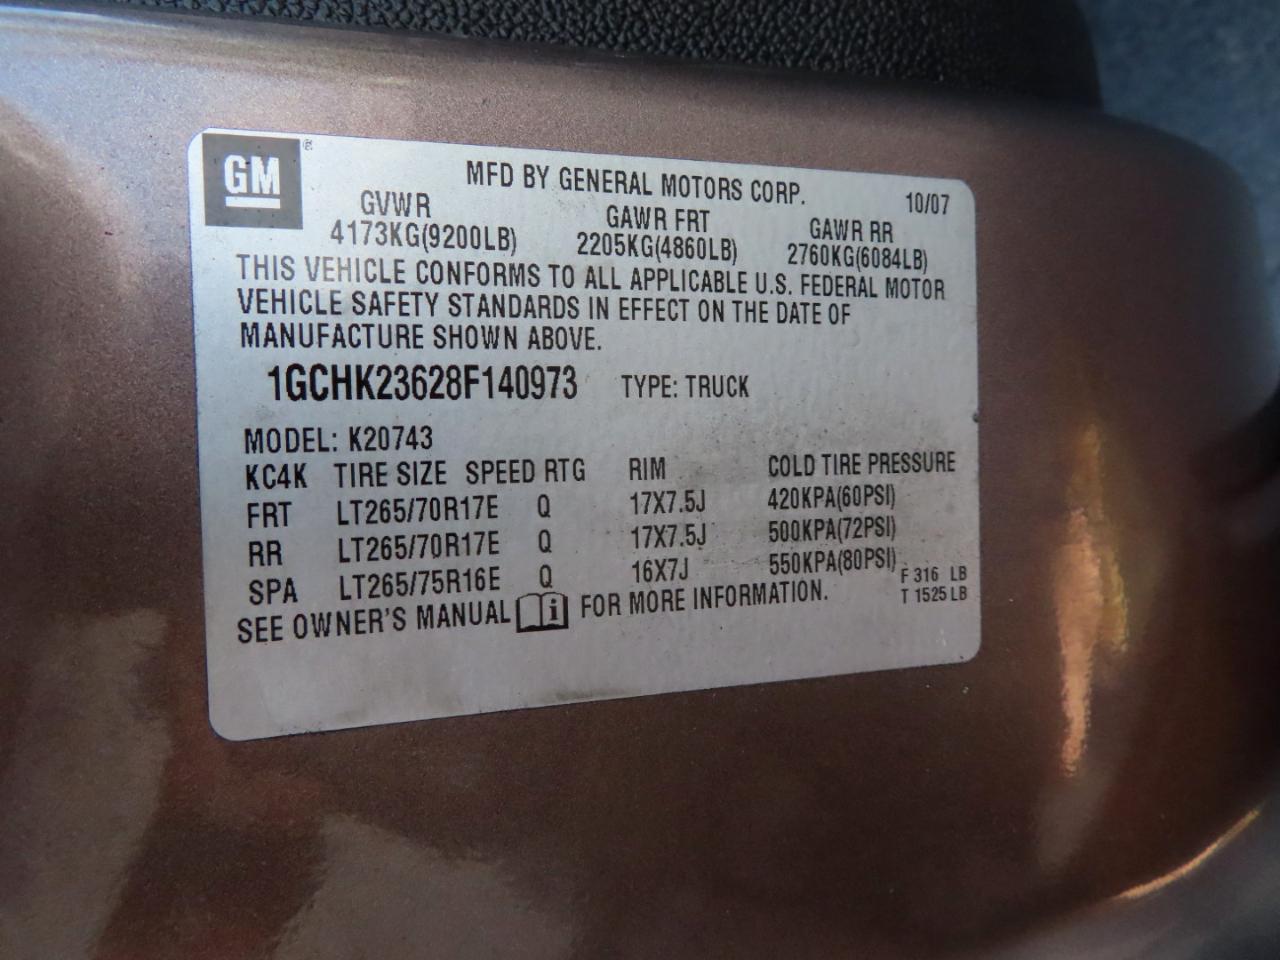 GM ®
MFD BY GENERAL MOTORS CORP. 10/07
GVWR GAWR FRT GAWR RR
4173KG(9200LB) 2205KG(4860LB) 2760KG(6084LB)
THIS VEHICLE CONFORMS TO ALL APPLICABLE U.S. FEDERAL MOTOR
VEHICLE SAFETY STANDARDS IN EFFECT ON THE DATE OF
MANUFACTURE SHOWN ABOVE.
1GCHK23628F140973 TYPE: TRUCK
MODEL: K20743
KC4K TIRE SIZE SPEED RTG RIM COLD TIRE PRESSURE
FRT LT265/70R17E Q 17X7.5J 420KPA(60PSI)
RR LT265/70R17E Q 17X7.5J 500KPA(72PSI)
SPA LT265/75R16E Q 16X7J 550KPA(80PSI) F 316 LB
SEE OWNER'S MANUAL i FOR MORE INFORMATION. T 1525 LB